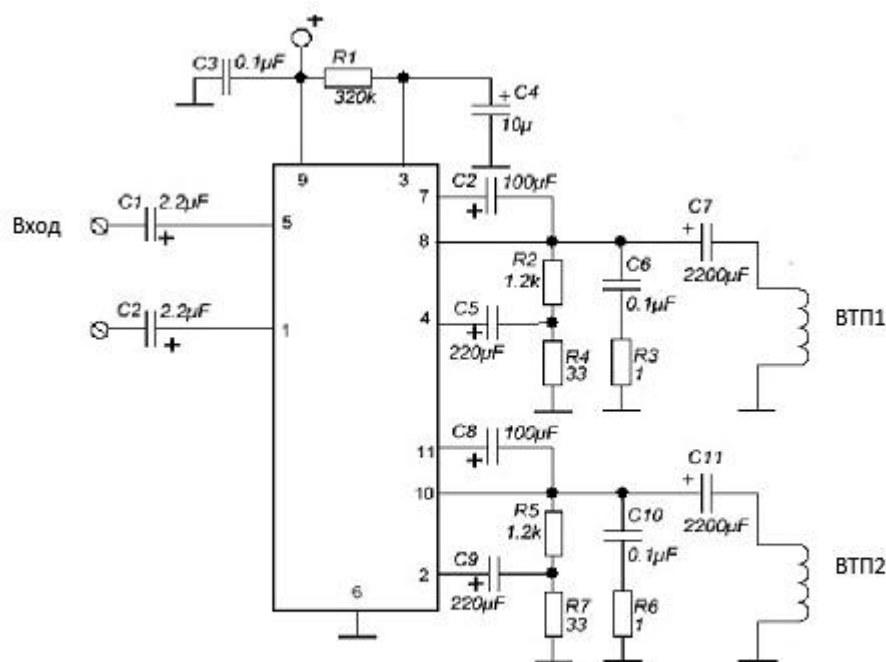 C3 0.1µF
+
R1
320k
+ C4
10µ
9
3
7
C2 100µF
+
C1 2.2µF
Вход
+
5
8
R2
1.2k
C6
0.1µF
+ C7
2200µF
ВТП1
C2 2.2µF
+
1
4
C5
+
220µF
R4
33
R3
1
C8 100µF
+
11
10
R5
1.2k
C10
0.1µF
C11
+
2200µF
ВТП2
C9
2
+
220µF
R7
33
R6
1
6